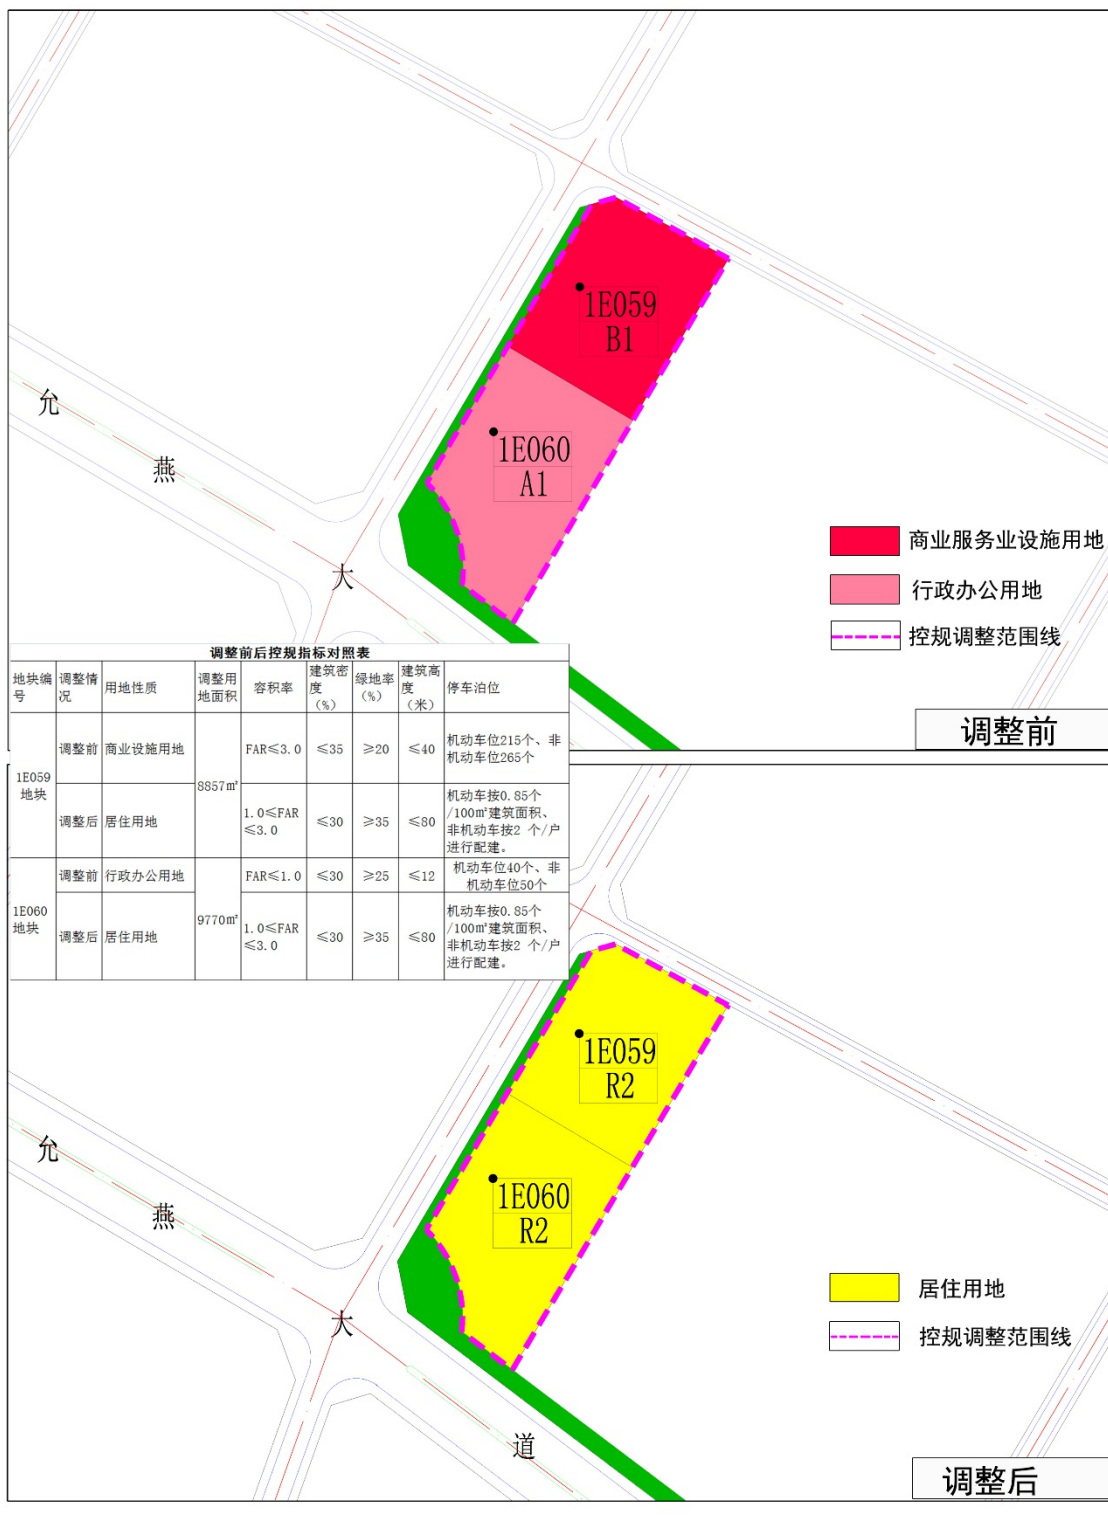 1E059
B1
允
燕
大
1E060
A1
商业服务业设施用地
行政办公用地
控规调整范围线
调整前
调整前后控规指标对照表
地块编号 调整情况 用地性质 调整用地面积 容积率 建筑密度（%） 绿地率（%） 建筑高度（米） 停车泊位
1E059地块 调整前 商业设施用地 8857㎡ FAR≤3.0 ≤35 ≥20 ≤40 机动车位215个、非机动车位265个
调整后 居住用地 1.0≤FAR≤3.0 ≤30 ≥35 ≤80 机动车按0.85个/100㎡建筑面积、非机动车按2 个/户进行配建。
1E060地块 调整前 行政办公用地 9770㎡ FAR≤1.0 ≤30 ≥25 ≤12 机动车位40个、非机动车位50个
调整后 居住用地 1.0≤FAR≤3.0 ≤30 ≥35 ≤80 机动车按0.85个/100㎡建筑面积、非机动车按2 个/户进行配建。
1E059
R2
允
燕
大
道
1E060
R2
居住用地
控规调整范围线
调整后